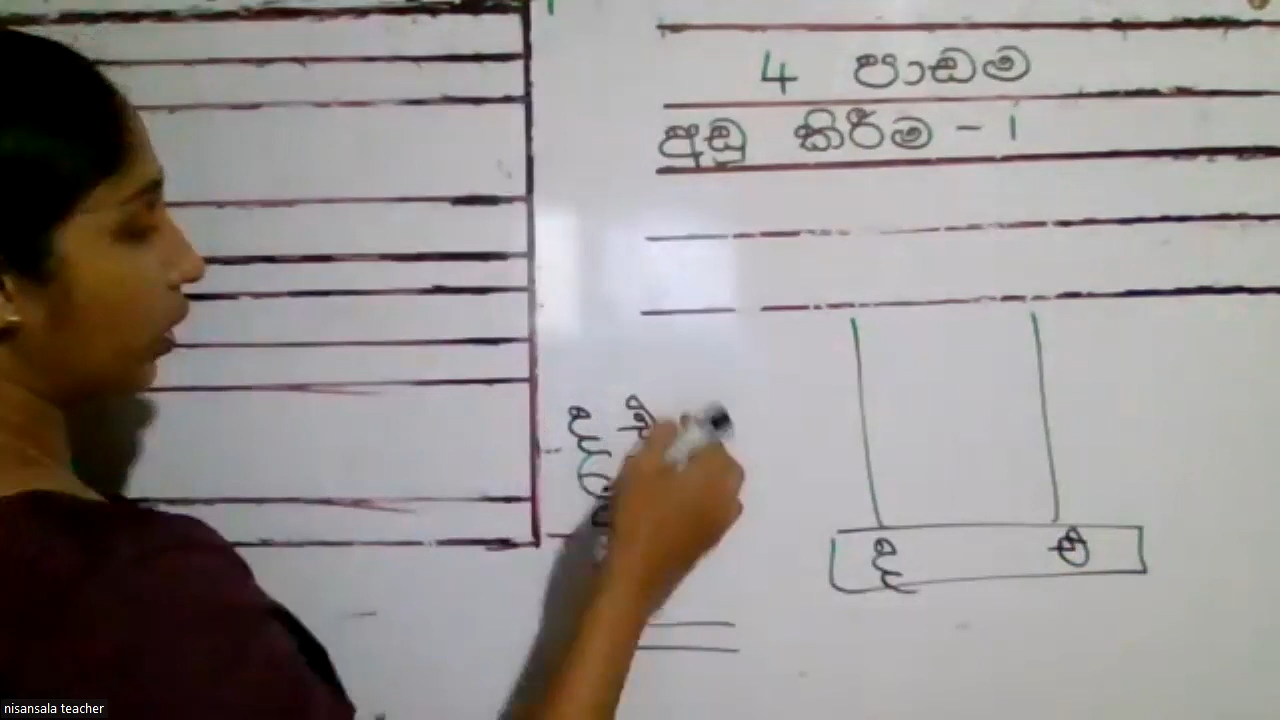 4 පාඩම
අඩු කිරීම - 1
අ එ
nisansala teacher